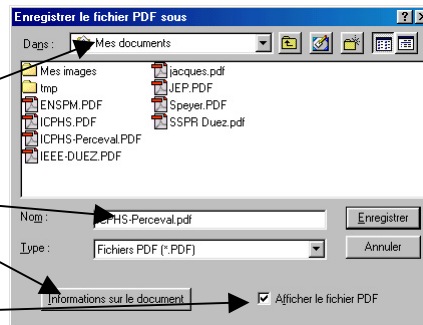 Enregistrer le fichier PDF sous
Dans : Mes documents
Mes images
tmp
ENSPM.PDF
ICPHS.PDF
ICPHS-Perceval.PDF
IEEE-DUEZ.PDF
jacques.pdf
JEP.PDF
Speyer.PDF
SSPR Duez.pdf
Nom : ICPHS-Perceval.pdf Enregistrer
Type : Fichiers PDF (*.PDF) Annuler
Informations sur le document Afficher le fichier PDF